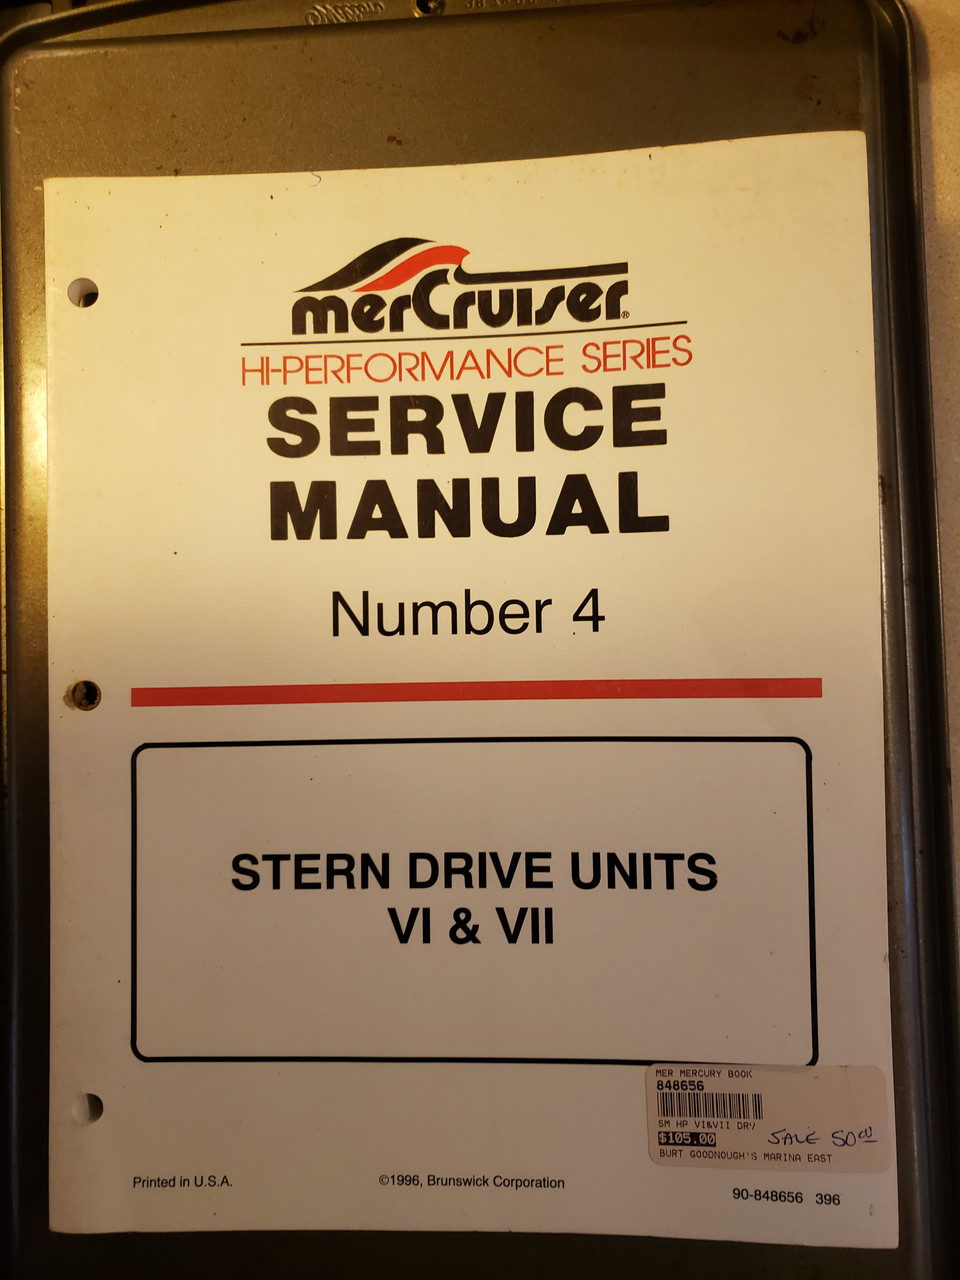 merCruiser®
HI-PERFORMANCE SERIES
SERVICE
MANUAL
Number 4
STERN DRIVE UNITS
VI & VII
MER MERCURY BOOK
848656
SM HP VI&VII DRV
$105.00 SALE 50⁰⁰
BURT GOODNOUGH'S MARINA EAST
Printed in U.S.A. ©1996, Brunswick Corporation 90-848656 396